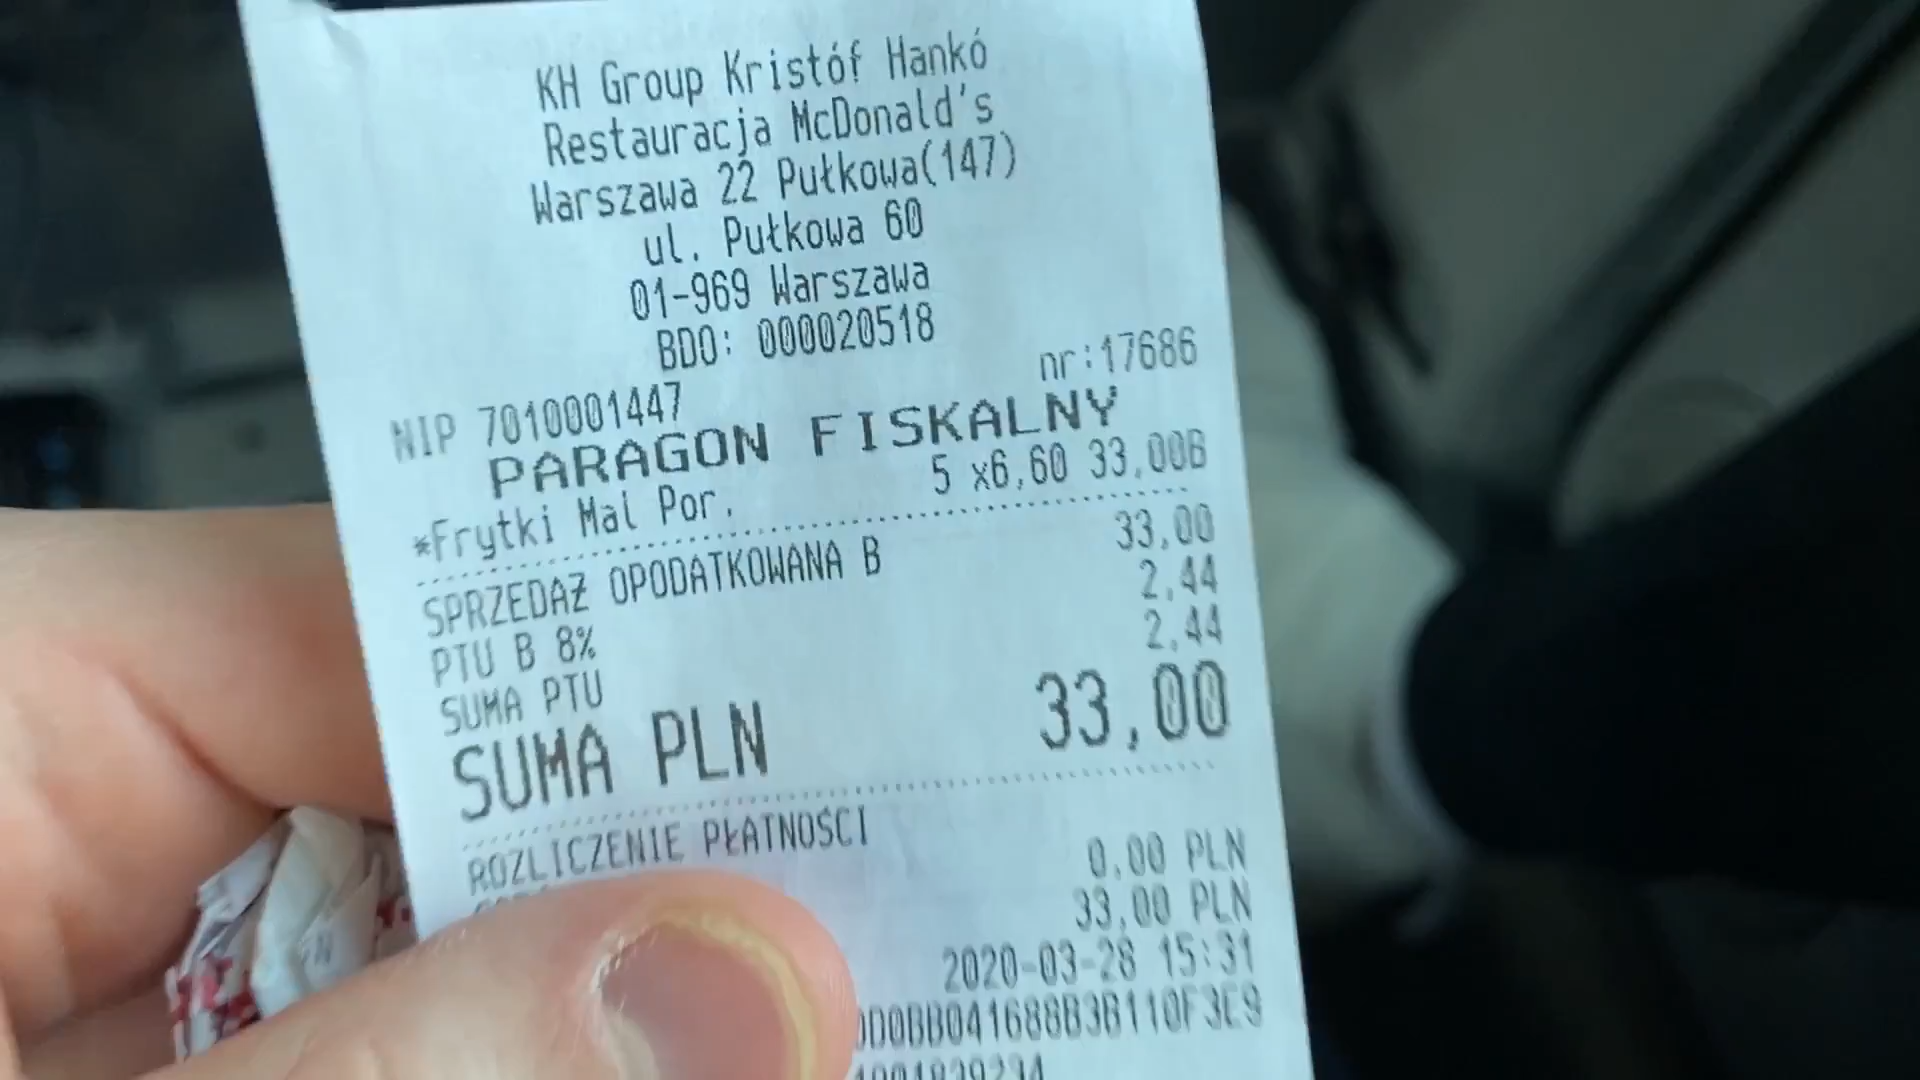 KH Group Kristóf Hankó
Restauracja McDonald's
Warszawa 22 Pułkowa(147)
ul. Pułkowa 60
01-969 Warszawa
BDO: 000020518
NIP 7010001447 nr:17686
PARAGON FISKALNY
*Frytki Mal Por. 5 x6,60 33,00B
SPRZEDAŻ OPODATKOWANA B 33,00
PTU B 8% 2,44
SUMA PTU 2,44
SUMA PLN 33,00
ROZLICZENIE PŁATNOŚCI
0,00 PLN
33,00 PLN
2020-03-28 15:31